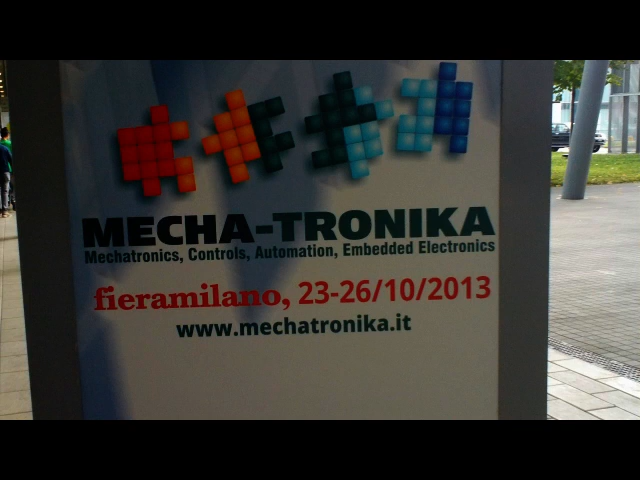 MECHA-TRONIKA
Mechatronics, Controls, Automation, Embedded Electronics
fieramilano, 23-26/10/2013
www.mechatronika.it